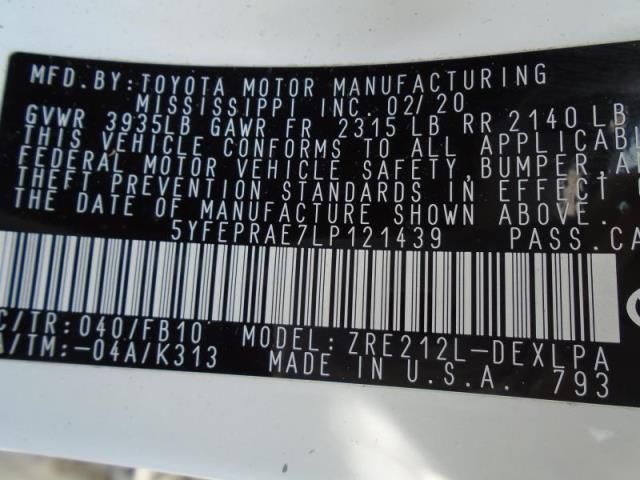 MFD. BY: TOYOTA MOTOR MANUFACTURING
MISSISSIPPI INC. 02/20
GVWR 3935LB GAWR FR 2315 LB RR 2140 LB
THIS VEHICLE CONFORMS TO ALL APPLICAB
FEDERAL MOTOR VEHICLE SAFETY, BUMPER, A
THEFT PREVENTION STANDARDS IN EFFECT
THE DATE OF MANUFACTURE SHOWN ABOVE.
5YFEPRAE7LP121439 PASS. CA
C/TR: 040/FB10 MODEL: ZRE212L-DEXLPA
A/TM: -04A/K313 MADE IN U.S.A. 793